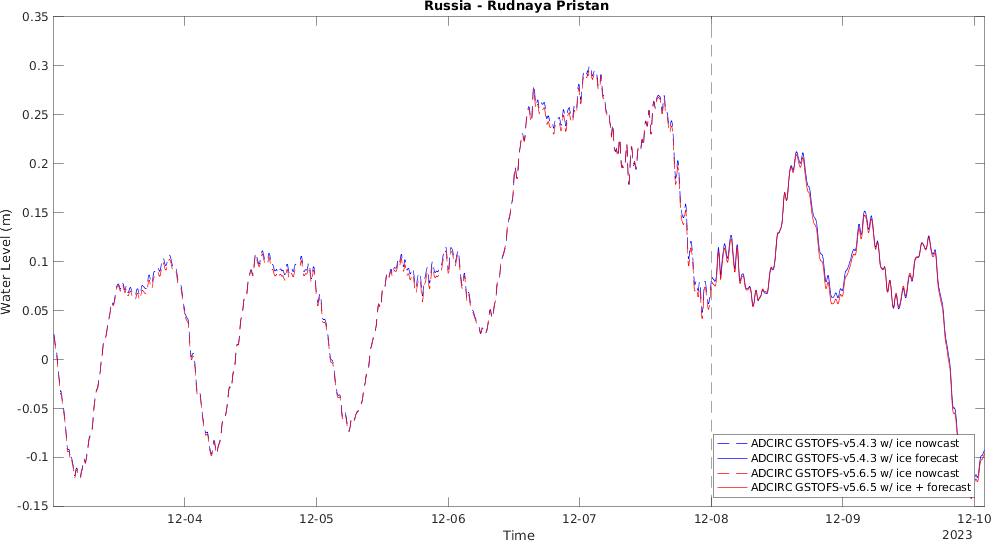 Russia - Rudnaya Pristan
Water Level (m)
0.35
0.3
0.25
0.2
0.15
0.1
0.05
0
-0.05
-0.1
-0.15
ADCIRC GSTOFS-v5.4.3 w/ ice nowcast
ADCIRC GSTOFS-v5.4.3 w/ ice forecast
ADCIRC GSTOFS-v5.6.5 w/ ice nowcast
ADCIRC GSTOFS-v5.6.5 w/ ice + forecast
12-04 12-05 12-06 12-07 12-08 12-09 12-10
Time
2023